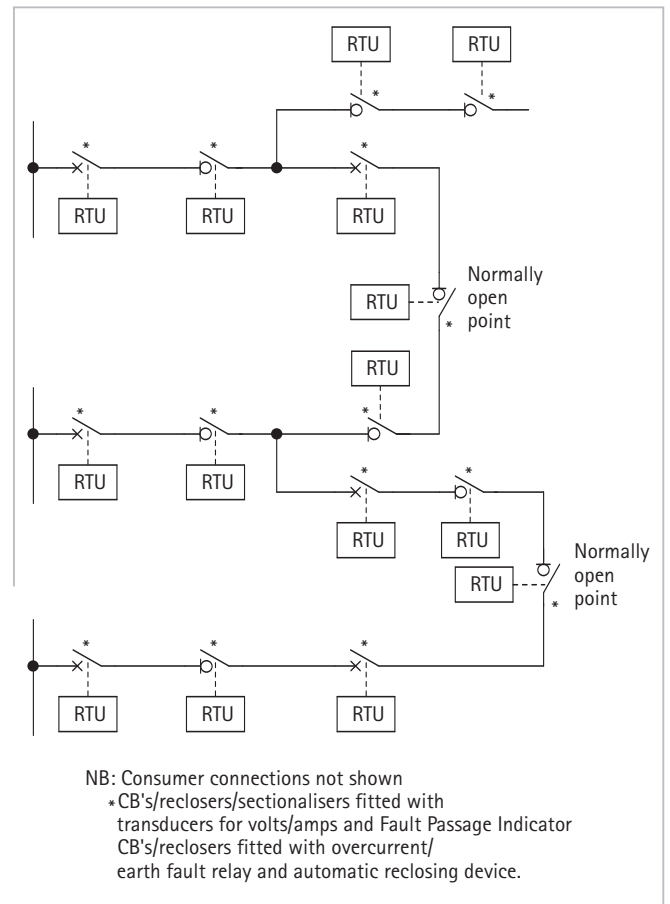 RTU RTU
* *
* * *
RTU RTU RTU
RTU
Normally
open
point
*
RTU
* * *
RTU RTU
* *
RTU RTU
RTU
Normally
open
point
*
* * *
RTU RTU RTU
NB: Consumer connections not shown
*CB's/reclosers/sectionalisers fitted with
transducers for volts/amps and Fault Passage Indicator
CB's/reclosers fitted with overcurrent/
earth fault relay and automatic reclosing device.